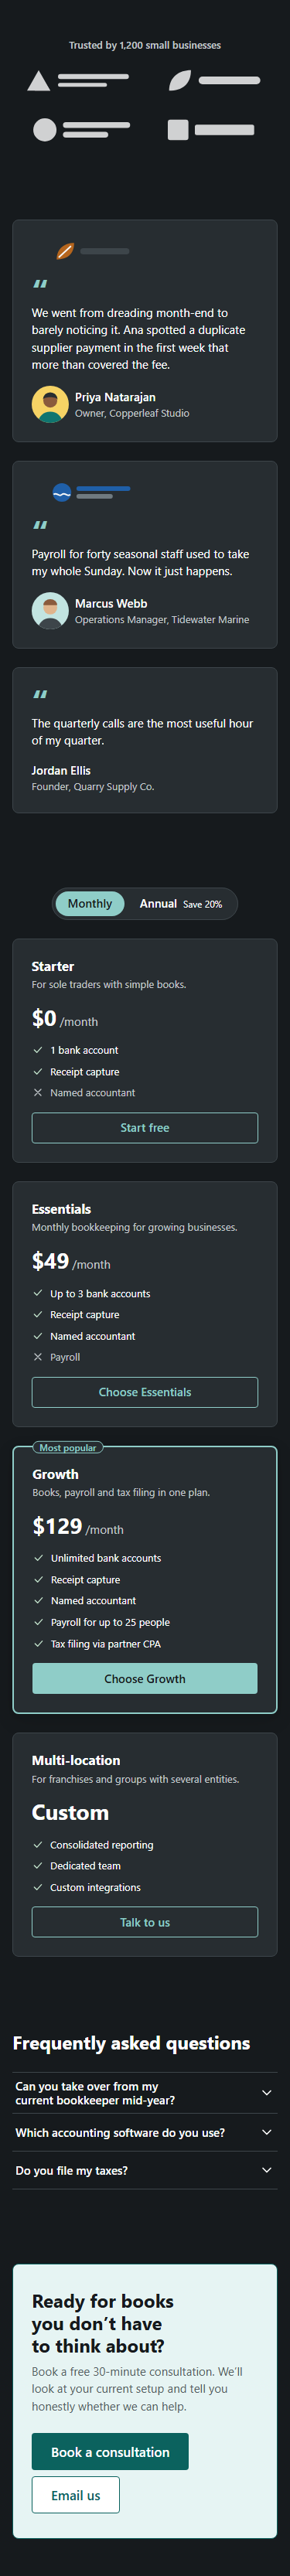 Trusted by 1,200 small businesses
“
We went from dreading month-end to
barely noticing it. Ana spotted a duplicate
supplier payment in the first week that
more than covered the fee.
Priya Natarajan
Owner, Copperleaf Studio
“
Payroll for forty seasonal staff used to take
my whole Sunday. Now it just happens.
Marcus Webb
Operations Manager, Tidewater Marine
“
The quarterly calls are the most useful hour
of my quarter.
Jordan Ellis
Founder, Quarry Supply Co.
Monthly Annual Save 20%
Starter
For sole traders with simple books.
$0 /month
1 bank account
Receipt capture
Named accountant
Start free
Essentials
Monthly bookkeeping for growing businesses.
$49 /month
Up to 3 bank accounts
Receipt capture
Named accountant
Payroll
Choose Essentials
Most popular
Growth
Books, payroll and tax filing in one plan.
$129 /month
Unlimited bank accounts
Receipt capture
Named accountant
Payroll for up to 25 people
Tax filing via partner CPA
Choose Growth
Multi-location
For franchises and groups with several entities.
Custom
Consolidated reporting
Dedicated team
Custom integrations
Talk to us
Frequently asked questions
Can you take over from my
current bookkeeper mid-year?
Which accounting software do you use?
Do you file my taxes?
Ready for books
you don’t have
to think about?
Book a free 30-minute consultation. We’ll
look at your current setup and tell you
honestly whether we can help.
Book a consultation
Email us